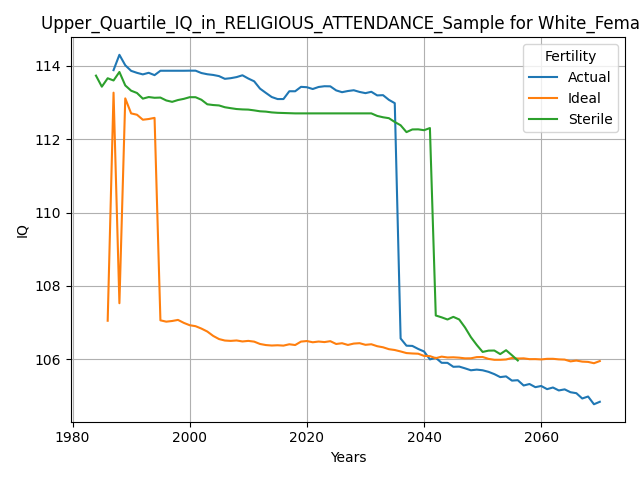 Upper_Quartile_IQ_in_RELIGIOUS_ATTENDANCE_Sample for White_Fema
Fertility
Actual
Ideal
Sterile
IQ
114
112
110
108
106
1980
2000
2020
2040
2060
Years